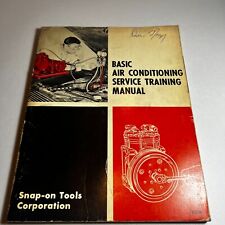 BASIC
AIR CONDITIONING
SERVICE TRAINING
MANUAL
Snap-on Tools
Corporation